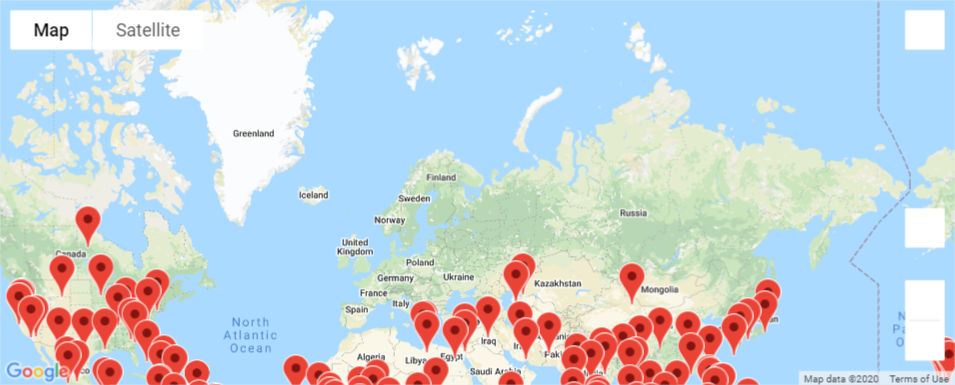 Map
Satellite
Greenland
Iceland
Finland
Sweden
Norway
Russia
Canada
United
Kingdom
Poland
Germany
Ukraine
Kazakhstan
Mongolia
France
Italy
Spain
North
Atlantic
Ocean
Algeria
Libya
Egypt
Iraq
Saudi Arabia
Google
Map data ©2020
Terms of Use